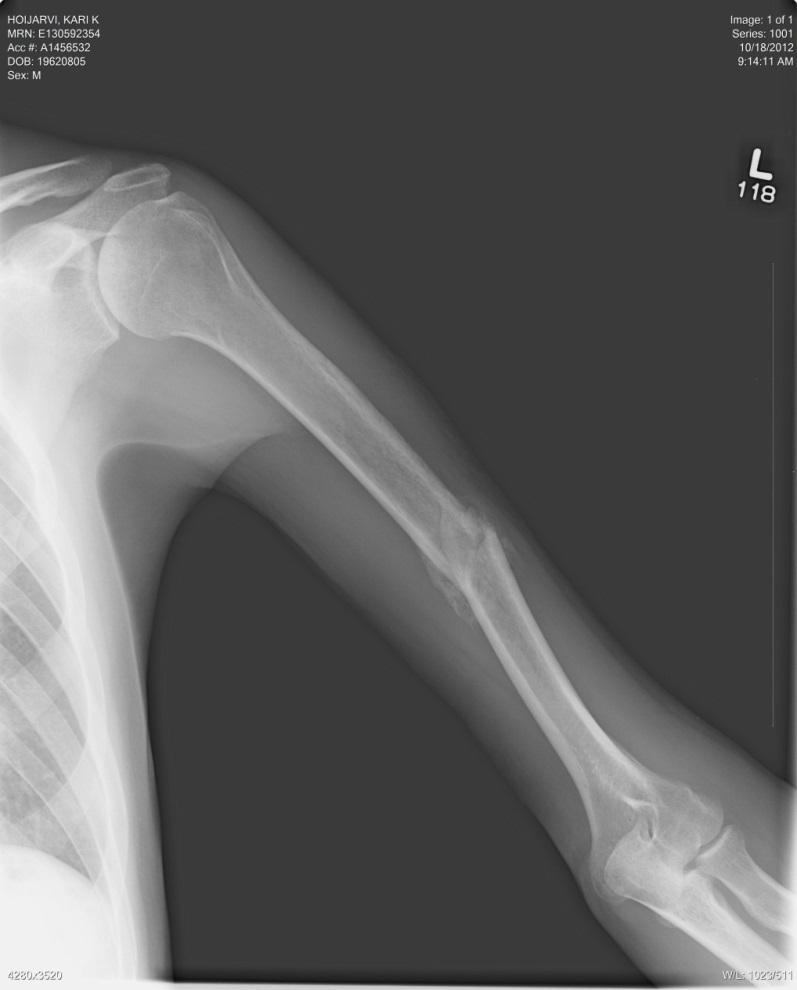 HOIJARVI, KARI K
MRN: E130592354
Acc #: A1456532
DOB: 19620805
Sex: M
Image: 1 of 1
Series: 1001
10/18/2012
9:14:11 AM
L
118
4280x3520
W/L: 1023/511